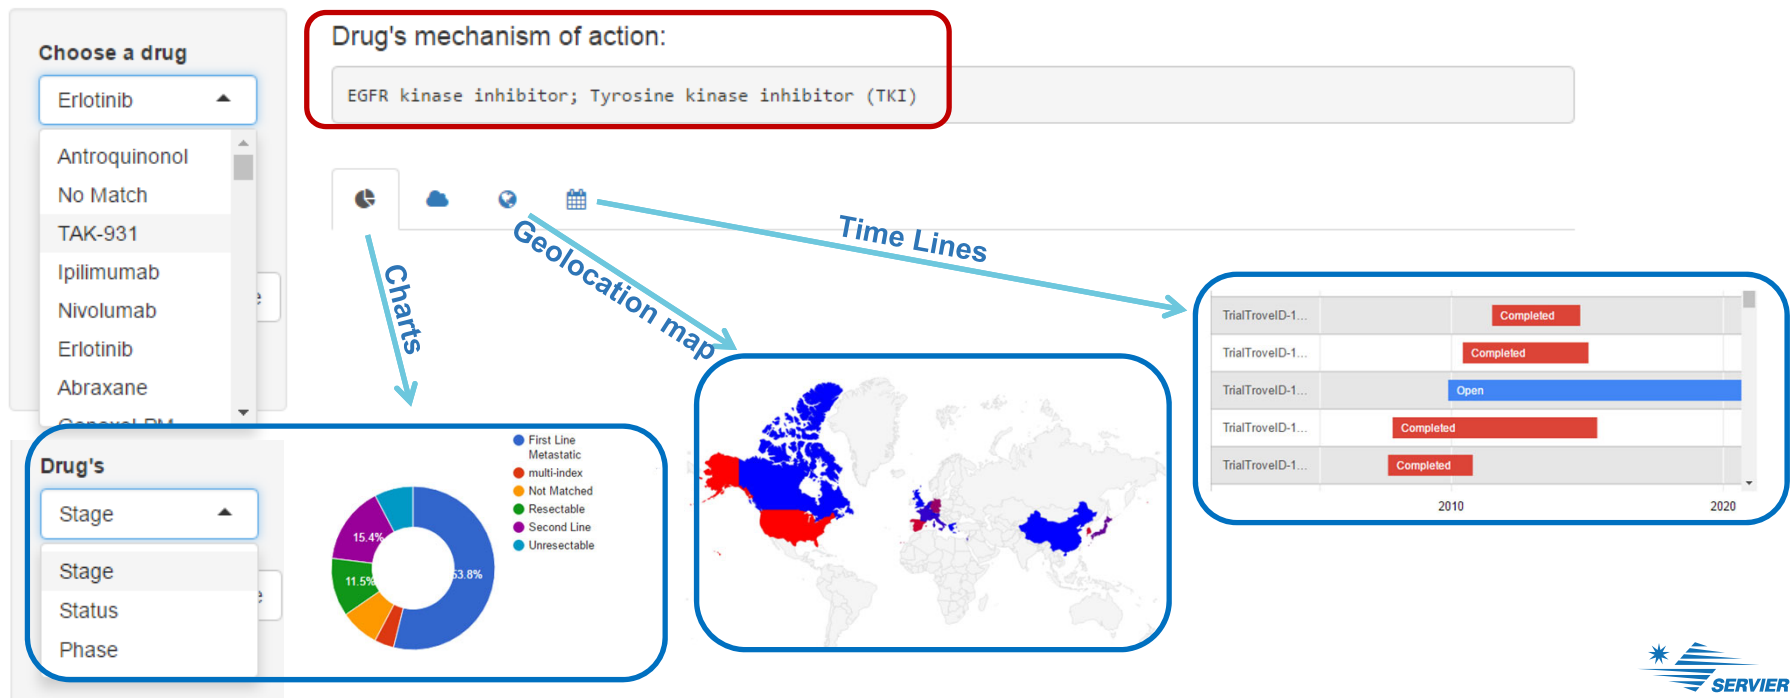 Choose a drug
Erlotinib
Antroquinonol
No Match
TAK-931
Ipilimumab
Nivolumab
Erlotinib
Abraxane
Drug's mechanism of action:
EGFR kinase inhibitor; Tyrosine kinase inhibitor (TKI)
Charts
Geolocation map
Time Lines
Drug's
Stage
Stage
Status
Phase
First Line
Metastatic
multi-index
Not Matched
Resectable
Second Line
Unresectable
15.4%
11.5%
53.8%
TrialTroveID-1...
Completed
TrialTroveID-1...
Completed
TrialTroveID-1...
Open
TrialTroveID-1...
Completed
TrialTroveID-1...
Completed
2010
2020
SERVIER